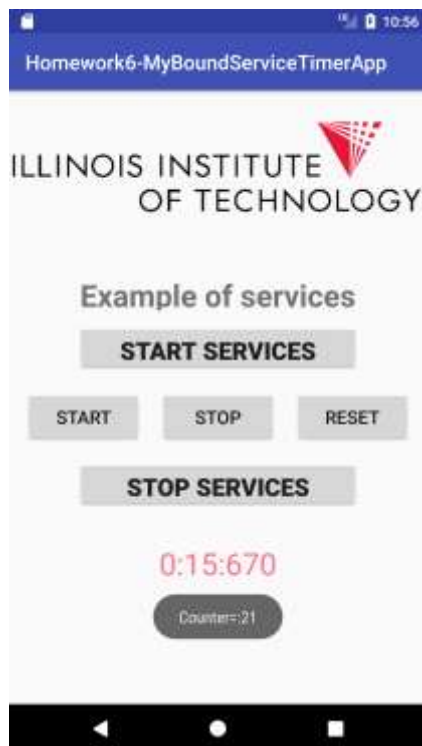 10:56
Homework6-MyBoundServiceTimerApp
ILLINOIS INSTITUTE
OF TECHNOLOGY
Example of services
START SERVICES
START STOP RESET
STOP SERVICES
0:15:670
Counter=:21